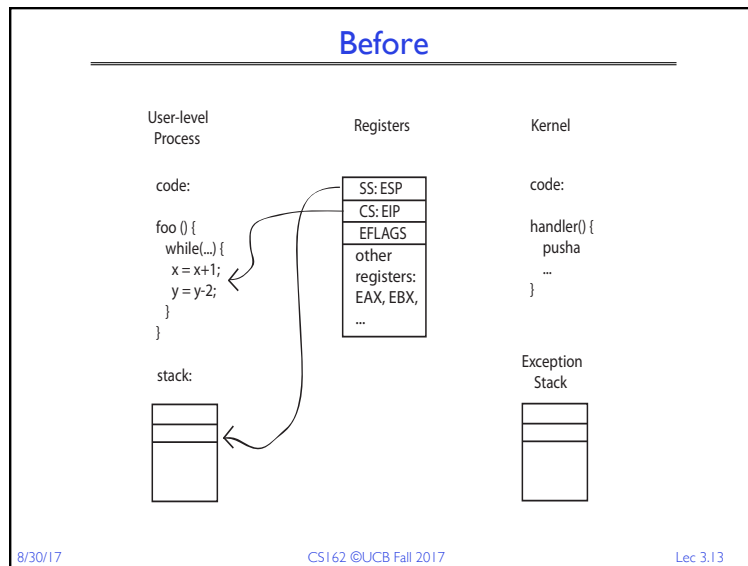 Before
User-level
Process
code:
foo () {
while(...) {
x = x+1;
y = y-2;
}
}
stack:
Registers
SS: ESP
CS: EIP
EFLAGS
other
registers:
EAX, EBX,
...
Kernel
code:
handler() {
pusha
...
}
Exception
Stack
8/30/17
CS162 ©UCB Fall 2017
Lec 3.13